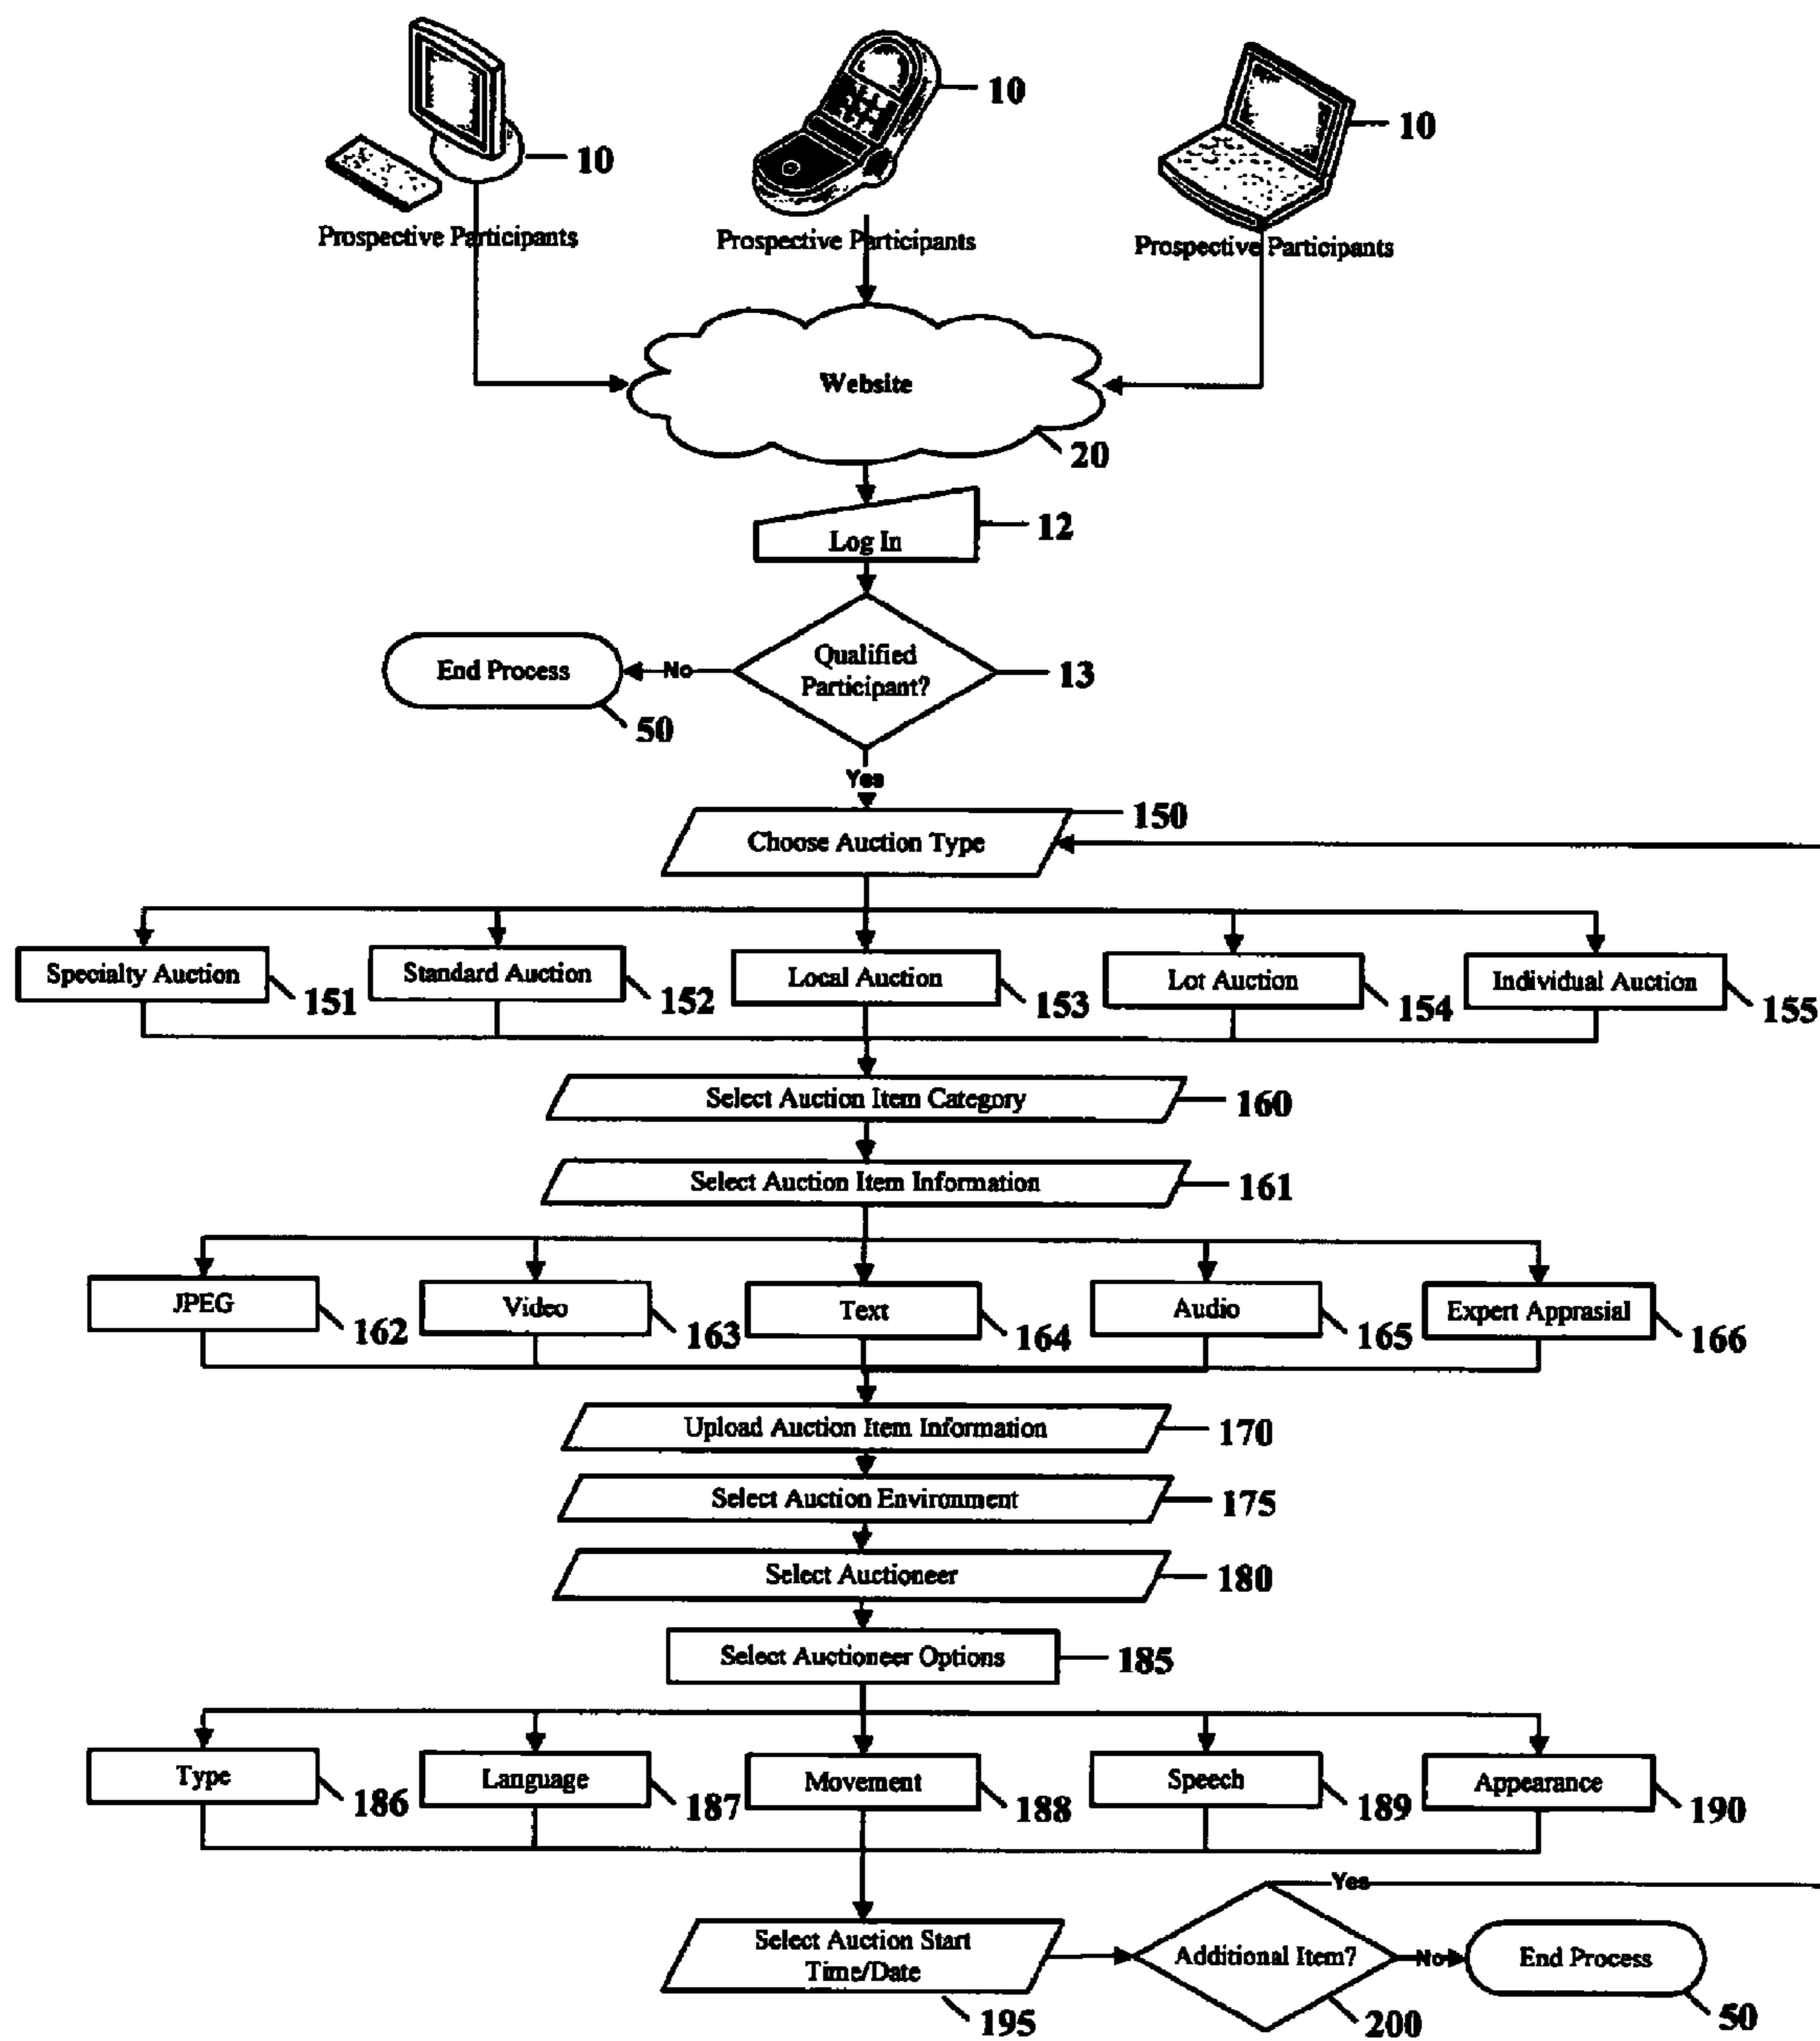 10
10
10
Prospective Participants
Prospective Participants
Prospective Participants
Website
20
Log In
12
Qualified
Participant?
13
No
End Process
50
Yes
Choose Auction Type
150
Specialty Auction
151
Standard Auction
152
Local Auction
153
Lot Auction
154
Individual Auction
155
Select Auction Item Category
160
Select Auction Item Information
161
JPEG
162
Video
163
Text
164
Audio
165
Expert Apprasial
166
Upload Auction Item Information
170
Select Auction Environment
175
Select Auctioneer
180
Select Auctioneer Options
185
Type
186
Language
187
Movement
188
Speech
189
Appearance
190
Select Auction Start
Time/Date
195
Additional Item?
200
Yes
No
End Process
50